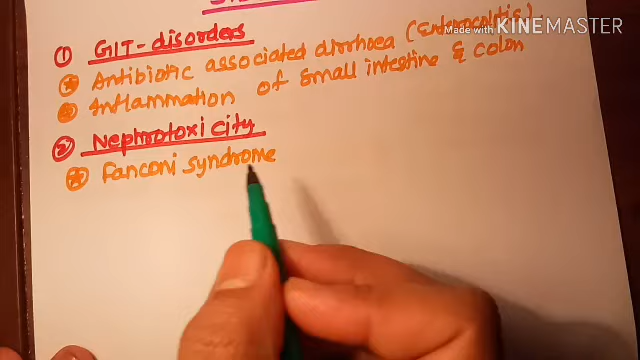 Made with KINEMASTER
① GIT-disorders
Antibiotic associated diarrhoea (Enterocolitis)
Inflammation of small intestine & colon
② Nephrotoxicity
Fanconi syndrome